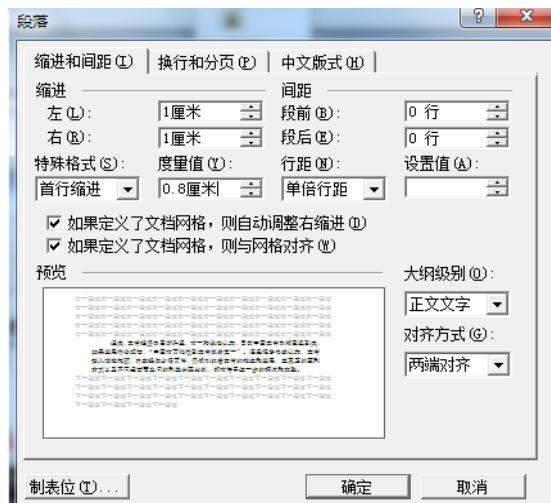 段落
缩进和间距(I) 换行和分页(P) 中文版式(H)
缩进 间距
左(L): 1厘米 段前(B): 0 行
右(R): 1厘米 段后(E): 0 行
特殊格式(S): 度量值(Y): 行距(N): 设置值(A):
首行缩进 0.8厘米 单倍行距
如果定义了文档网格，则自动调整右缩进(D)
如果定义了文档网格，则与网格对齐(W)
预览 大纲级别(O):
正文文字
对齐方式(G):
两端对齐
制表位(T)... 确定 取消